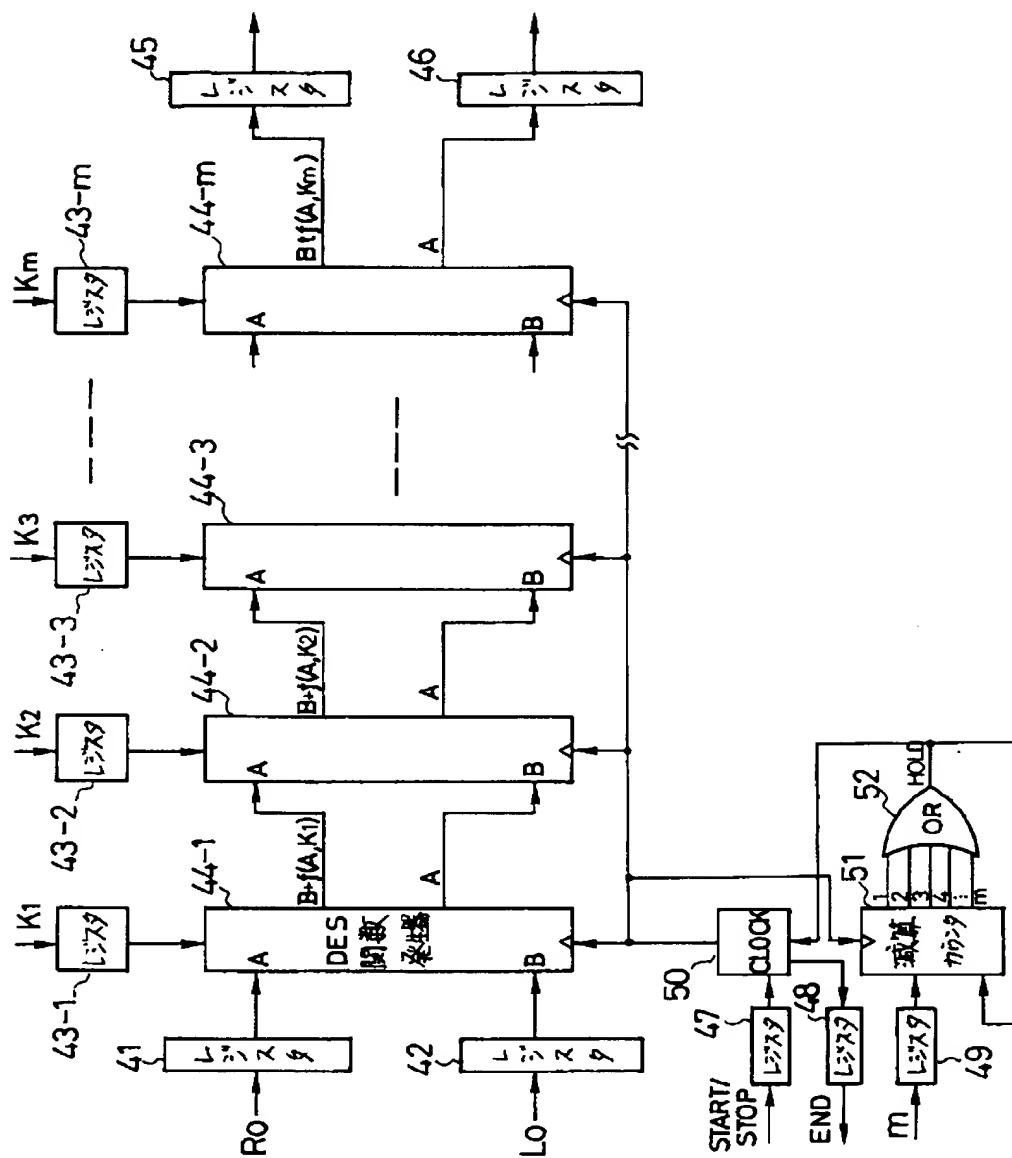 K1
K2
K3
Km
43-1
レジスタ
43-2
レジスタ
43-3
レジスタ
43-m
レジスタ
44-1
44-2
44-3
44-m
41
レジスタ
R0
42
レジスタ
L0
A
DES
関数
発生器
B
B+f(A,K1)
A
A
B
B+f(A,K2)
A
A
B
A
B
B+f(A,Km)
A
45
レジスタ
46
レジスタ
START/
STOP
47
レジスタ
50
CLOCK
END
48
レジスタ
m
49
レジスタ
51
減算
カウンタ
1
2
3
4
⋮
m
52
OR
HOLD